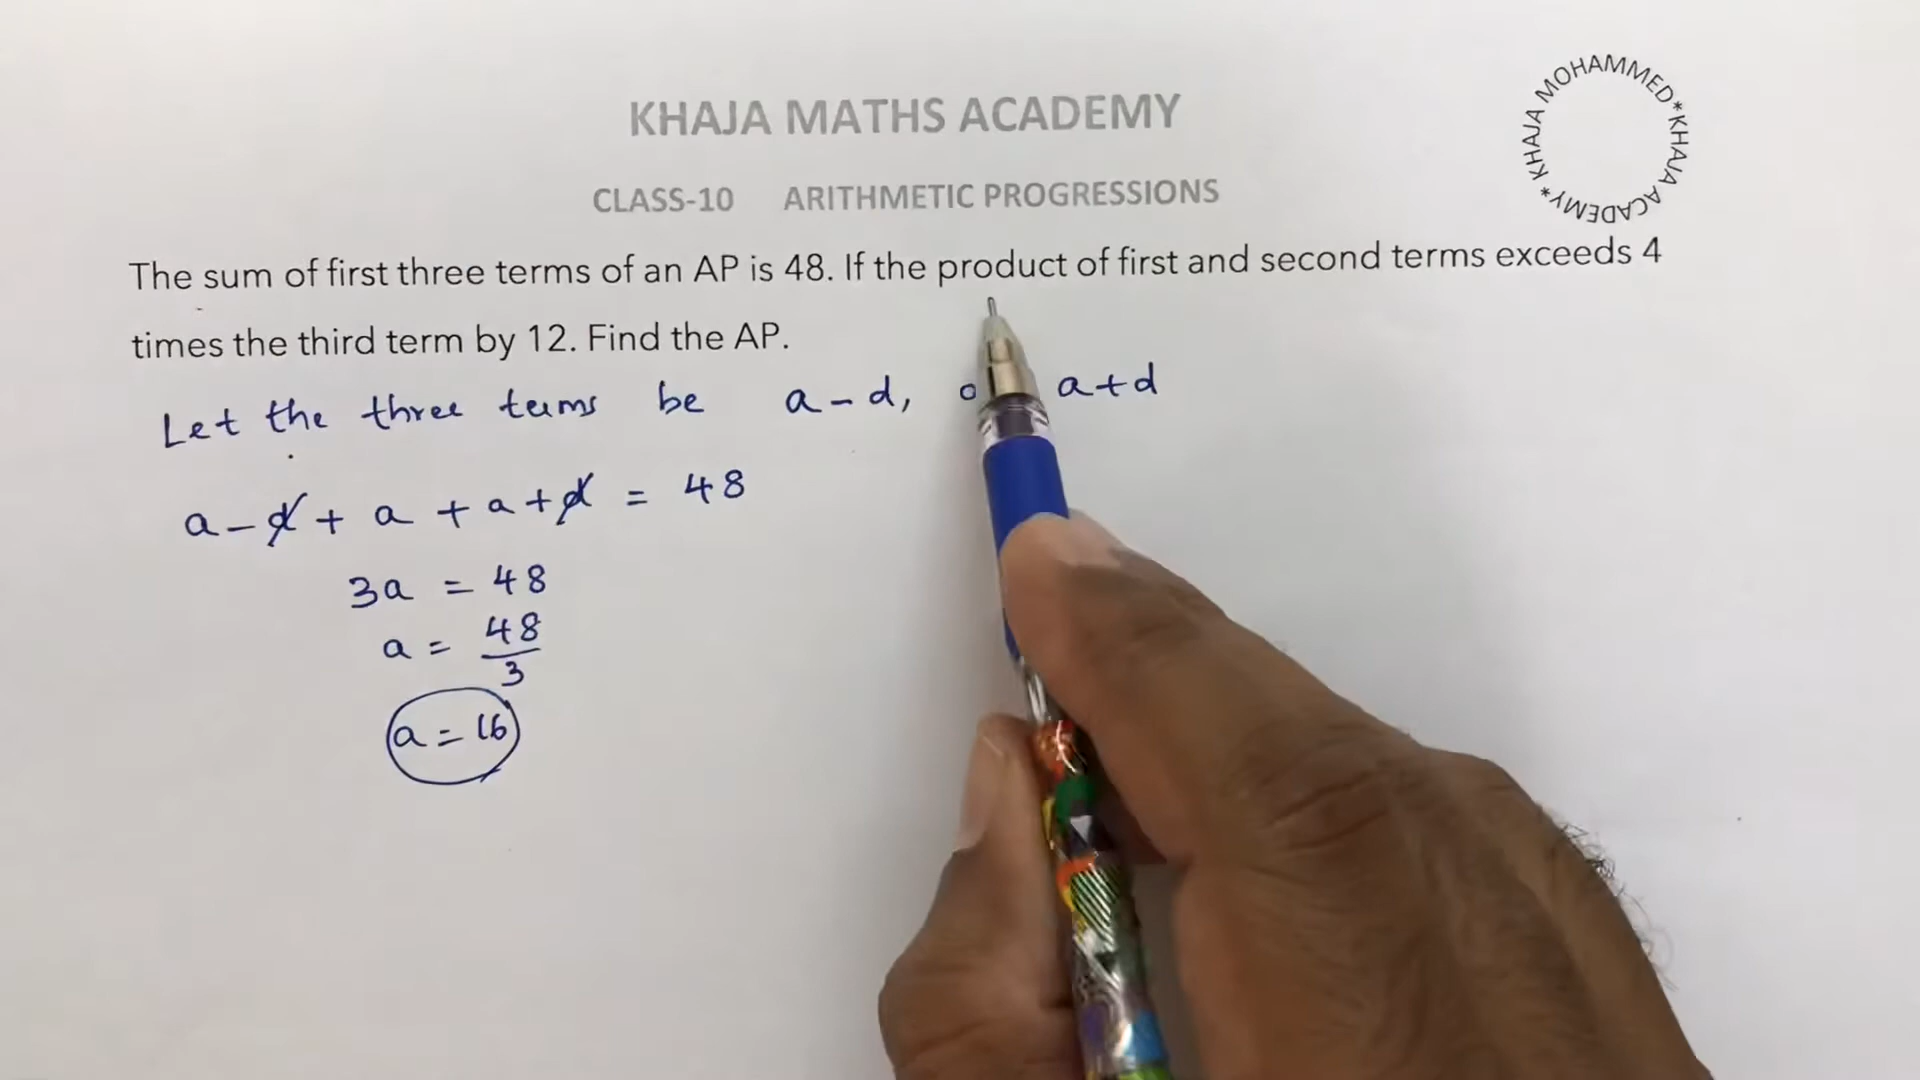 KHAJA MATHS ACADEMY
KHAJA MOHAMMED*KHAJA ACADEMY*
CLASS-10 ARITHMETIC PROGRESSIONS
The sum of first three terms of an AP is 48. If the product of first and second terms exceeds 4
times the third term by 12. Find the AP.
Let the three terms be a-d, a+d
a-d + a + a+d = 48
3a = 48
a = 48/3
a = 16